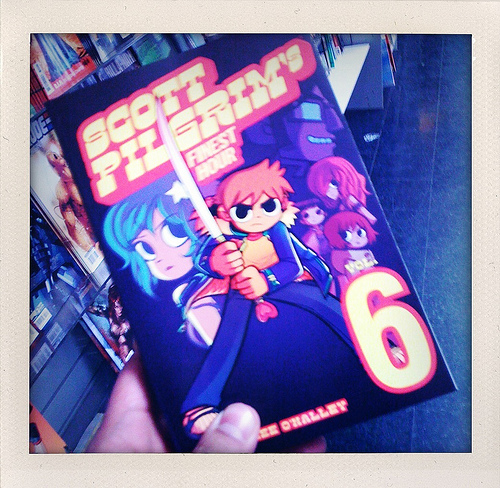 SCOTT
PILGRIM'S
FINEST
HOUR
VOL.
6
O'MALLEY